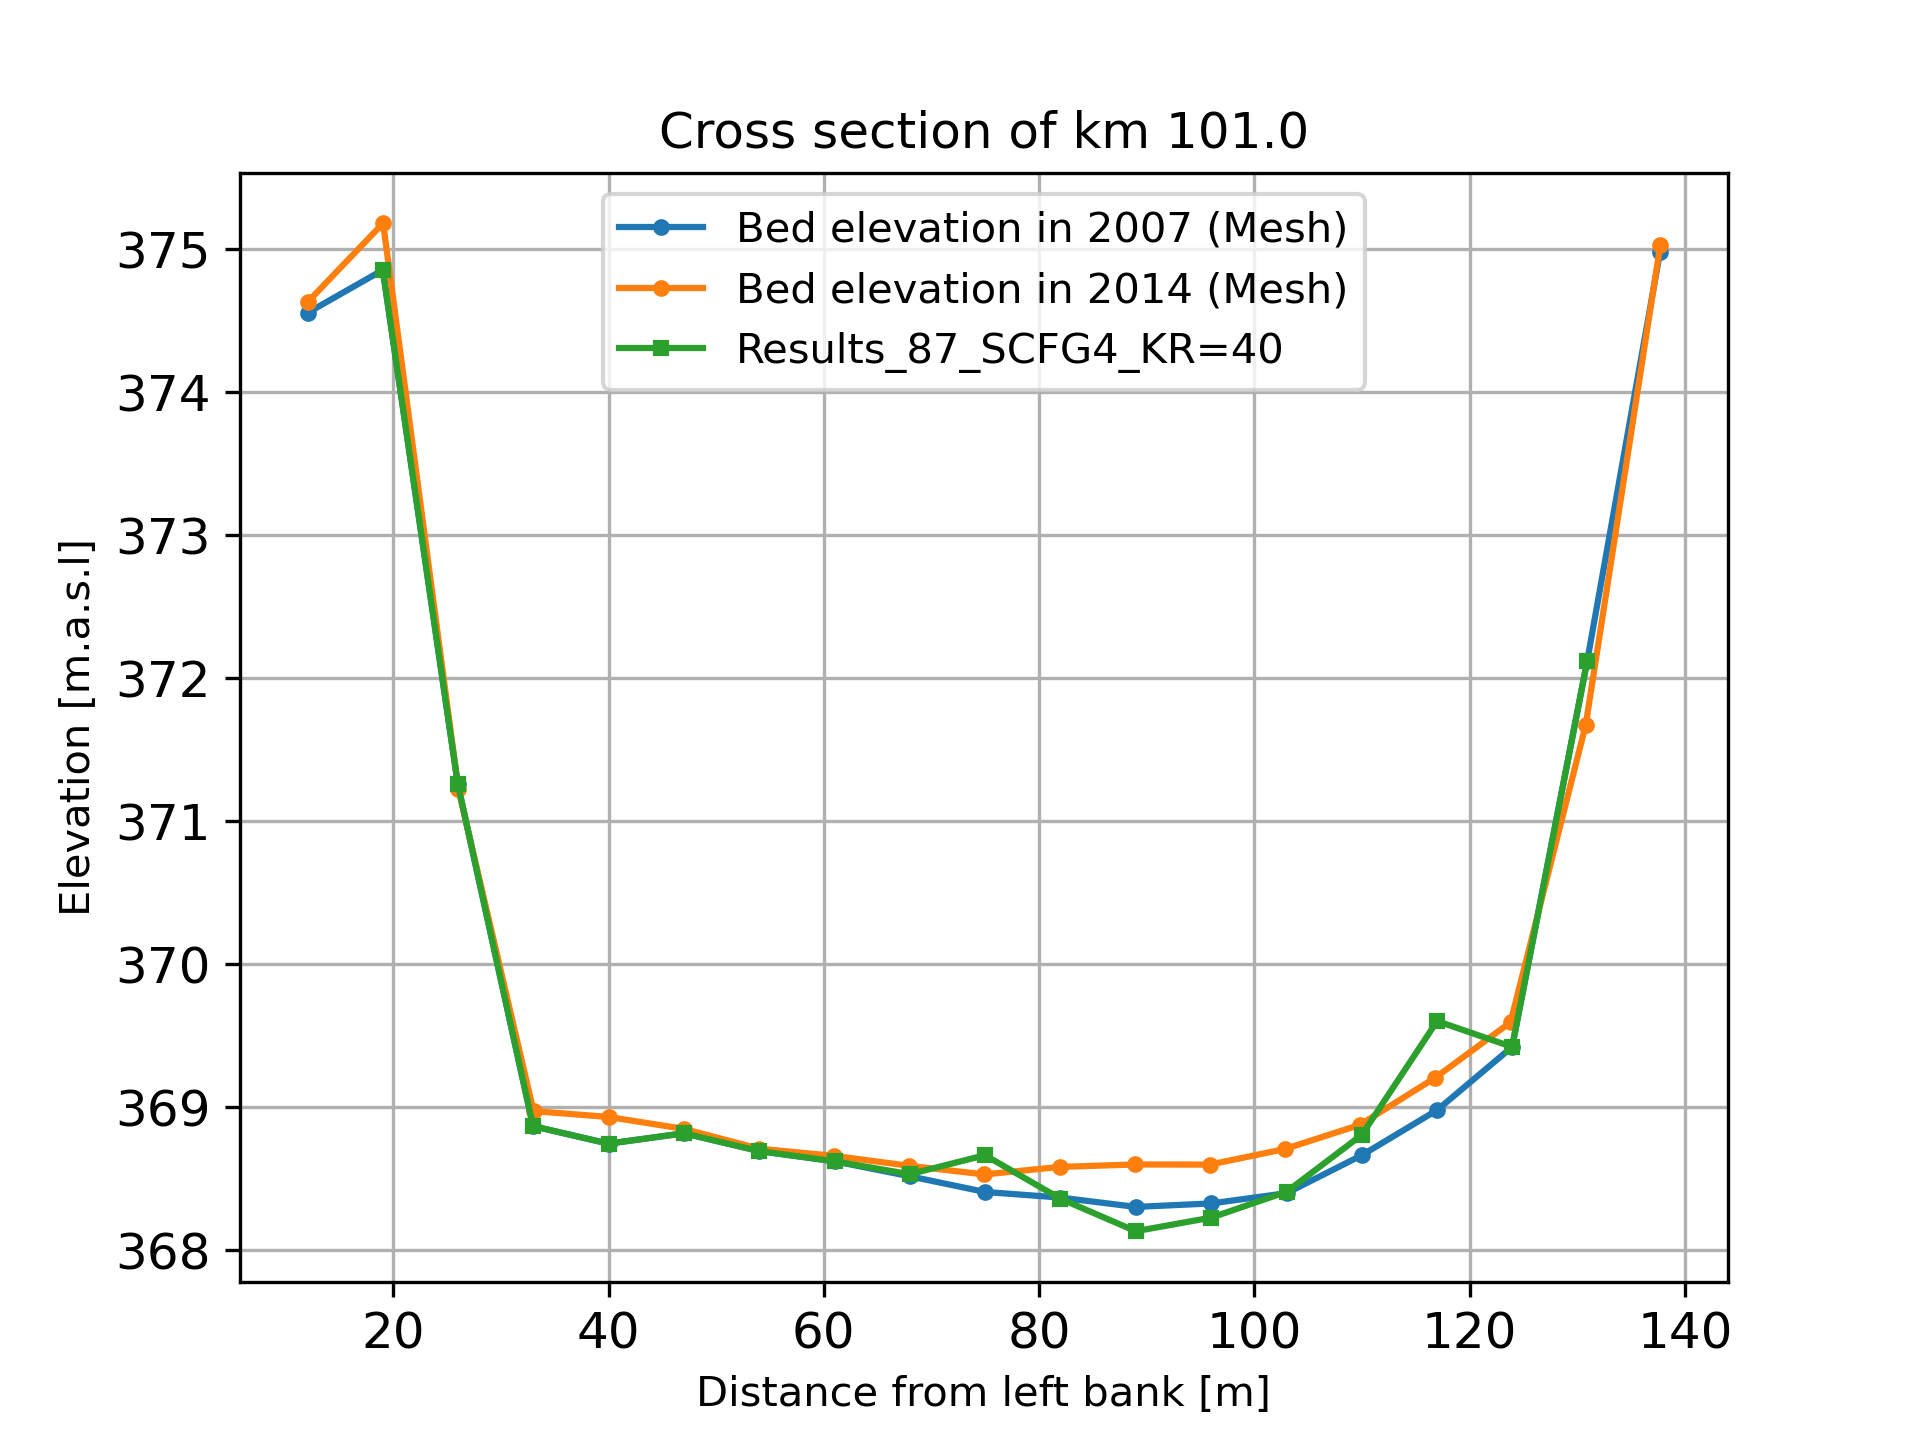 Cross section of km 101.0
Bed elevation in 2007 (Mesh)
Bed elevation in 2014 (Mesh)
Results_87_SCFG4_KR=40
Elevation [m.a.s.l]
375
374
373
372
371
370
369
368
20 40 60 80 100 120 140
Distance from left bank [m]